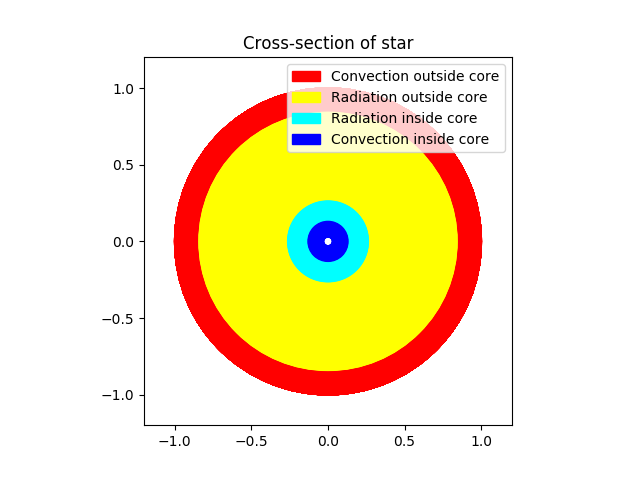 Cross-section of star
Convection outside core
Radiation outside core
Radiation inside core
Convection inside core
1.0
0.5
0.0
−0.5
−1.0
−1.0 −0.5 0.0 0.5 1.0